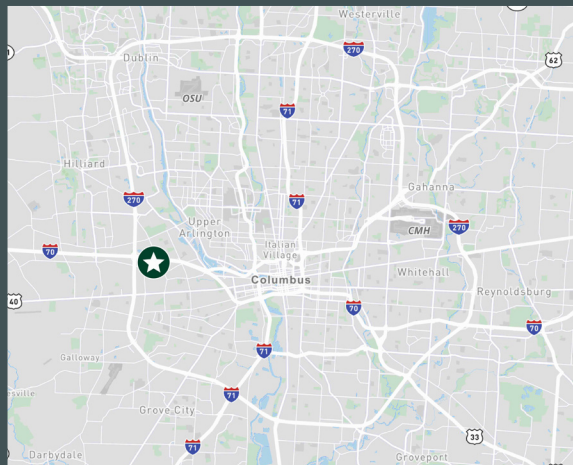 Westerville
270
Dublin
62
OSU
71
Hilliard
Gahanna
270
71
Upper
Arlington
CMH
270
Italian
Village
70
Columbus
Whitehall
Reynoldsburg
40
70
70
71
Galloway
71
Grove City
33
71
Darbydale
Groveport